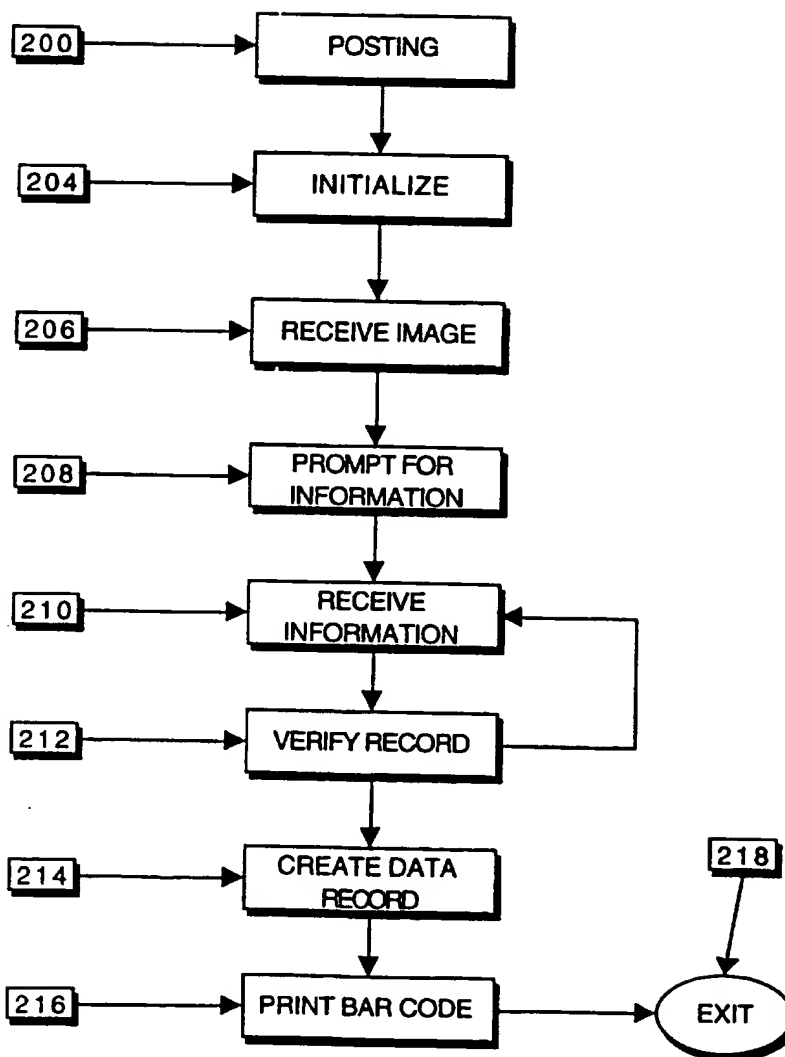 200
POSTING
204
INITIALIZE
206
RECEIVE IMAGE
208
PROMPT FOR
INFORMATION
210
RECEIVE
INFORMATION
212
VERIFY RECORD
214
CREATE DATA
RECORD
218
216
PRINT BAR CODE
EXIT